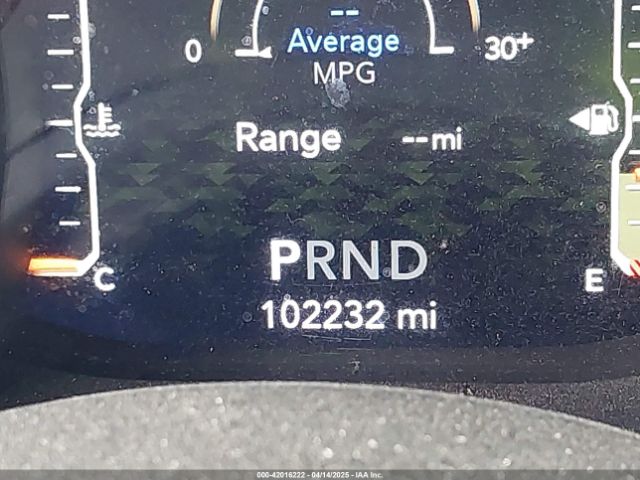 --
Average
0 30+
MPG
Range --mi
PRND
C E
102232 mi
000-42016222 - 04/14/2025 - IAA Inc.